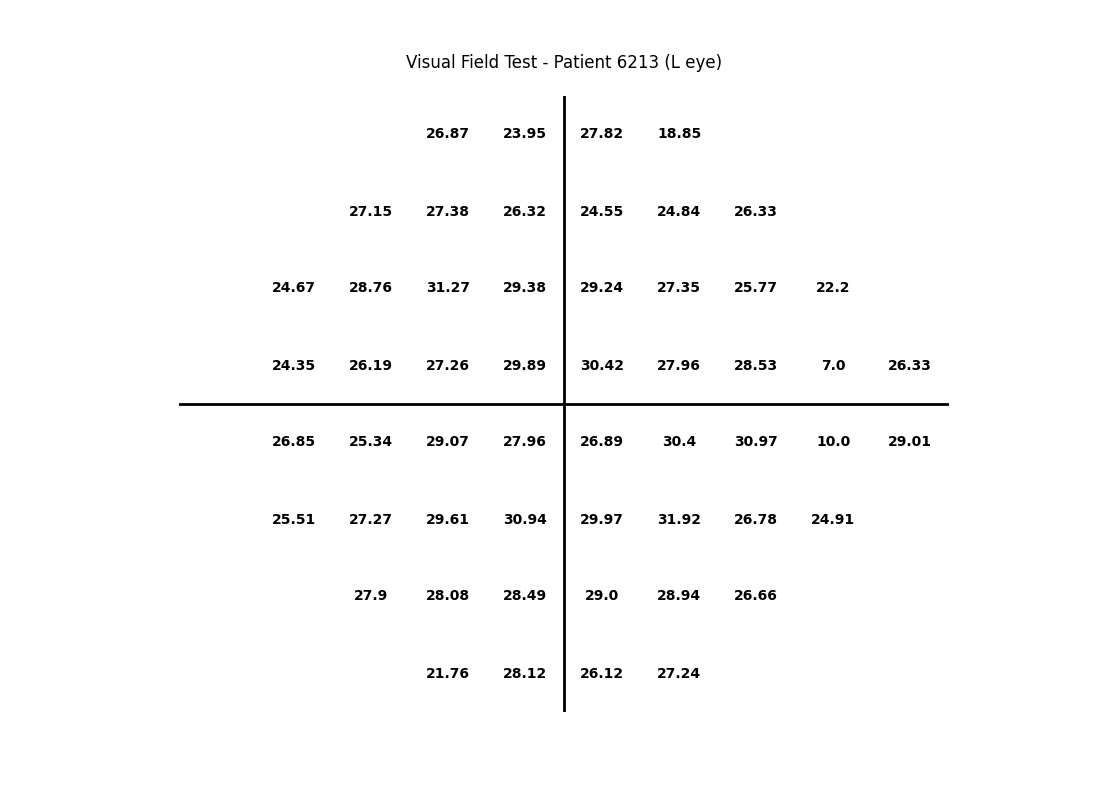 Visual Field Test - Patient 6213 (L eye)
26.87 23.95 27.82 18.85
27.15 27.38 26.32 24.55 24.84 26.33
24.67 28.76 31.27 29.38 29.24 27.35 25.77 22.2
24.35 26.19 27.26 29.89 30.42 27.96 28.53 7.0 26.33
26.85 25.34 29.07 27.96 26.89 30.4 30.97 10.0 29.01
25.51 27.27 29.61 30.94 29.97 31.92 26.78 24.91
27.9 28.08 28.49 29.0 28.94 26.66
21.76 28.12 26.12 27.24